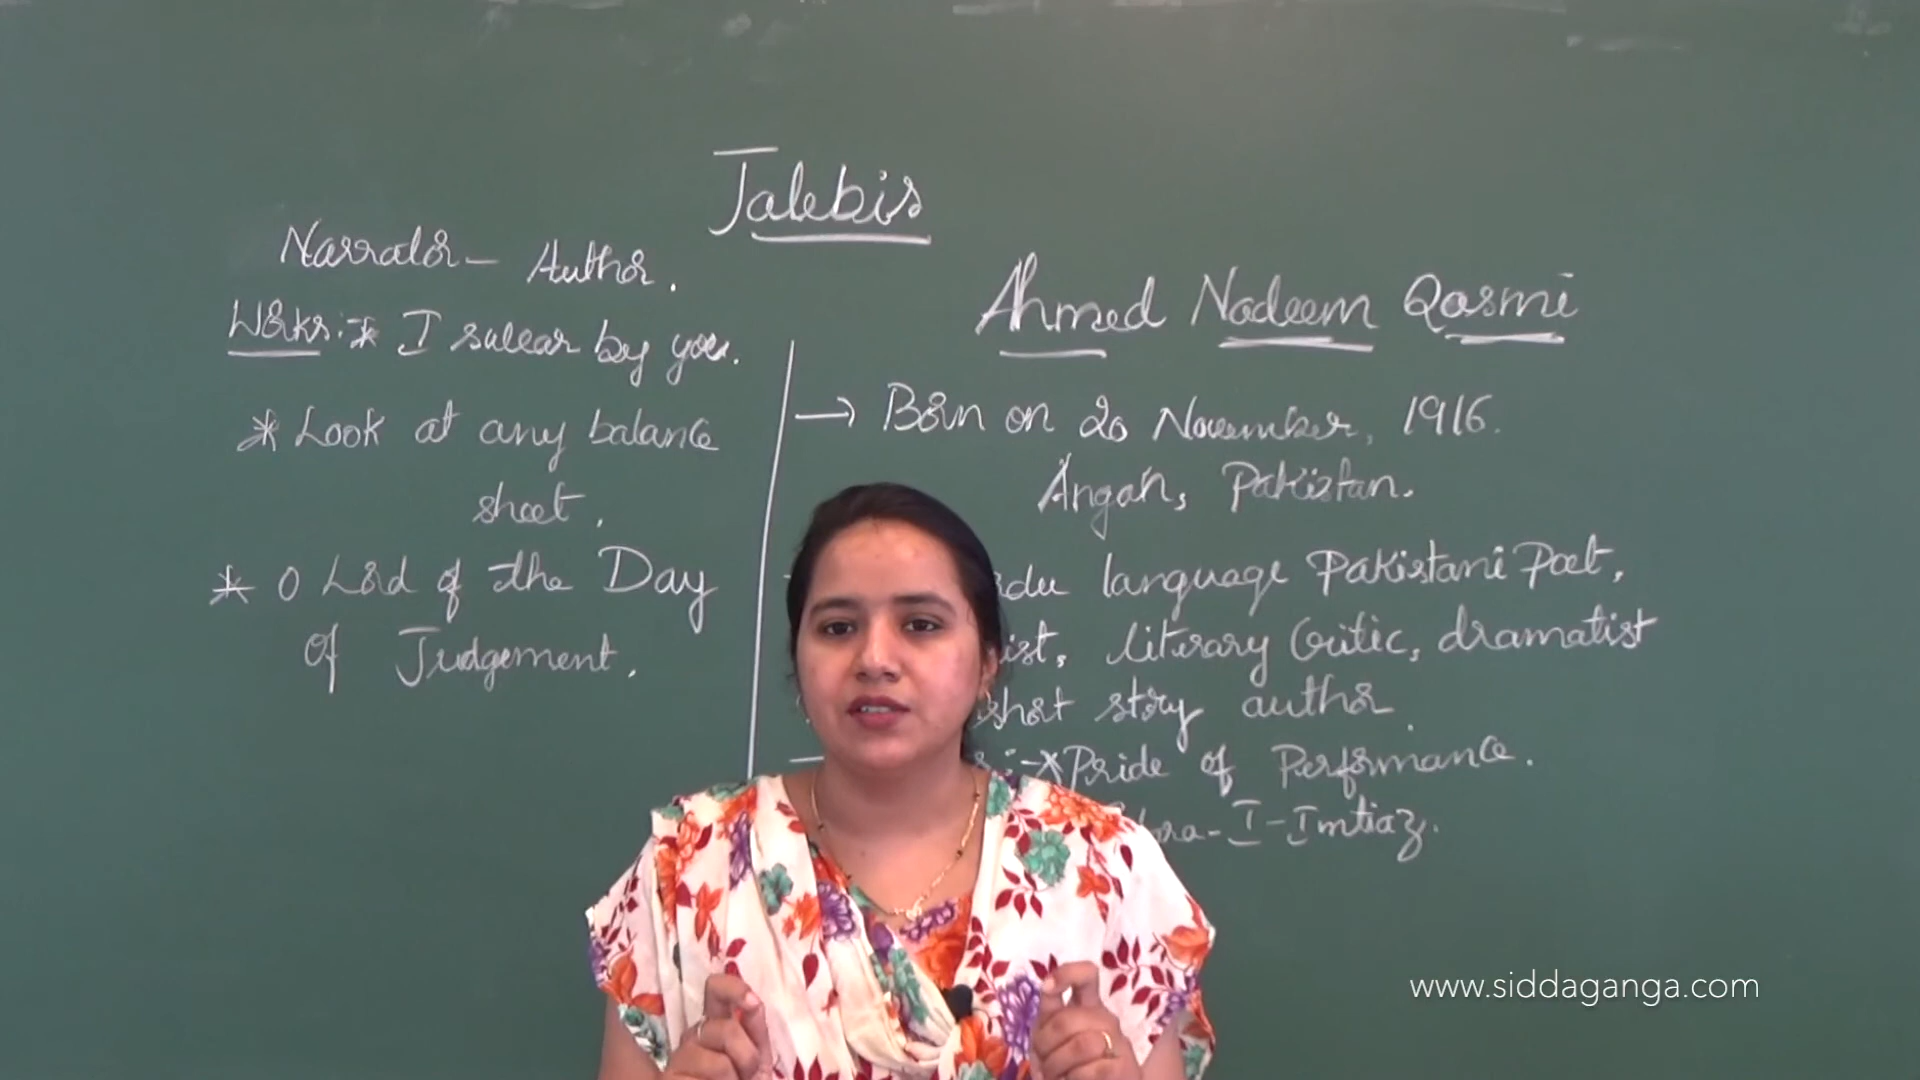 Jalebis
Narrator - Author.
Works:* I swear by you.
* Look at any balance
sheet.
* O Lord of the Day
of Judgement.
Ahmed Nadeem Qasmi
→ Born on 20 November, 1916.
Angah, Pakistan.
language Pakistani Poet,
literary Critic, dramatist
short story author.
:-*Pride of Performance.
-I-Imtiaz.
www.siddaganga.com